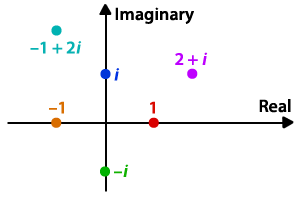 Imaginary
–1 + 2i
i
2 + i
Real
–1
1
–i